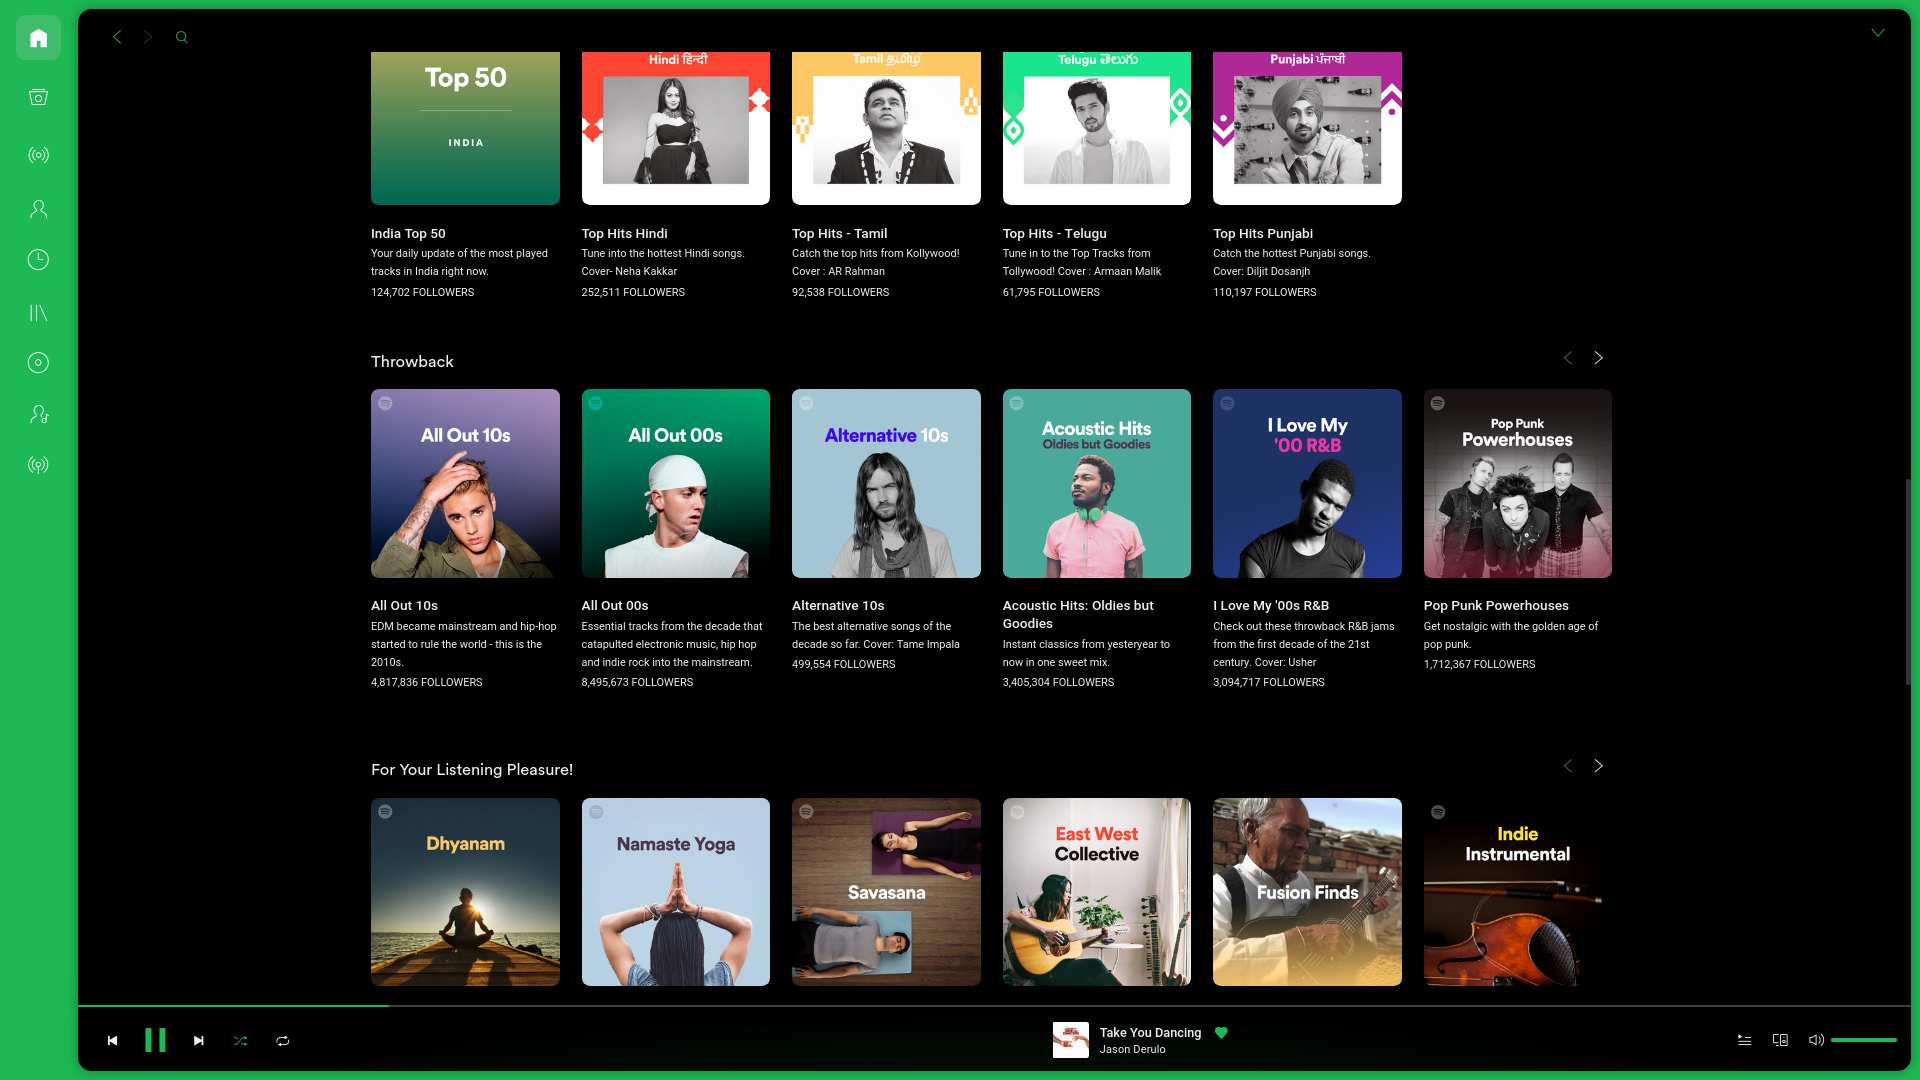 Top 50
INDIA
Hindi हिन्दी
Tamil தமிழ்
Telugu తెలుగు
Punjabi ਪੰਜਾਬੀ
India Top 50
Your daily update of the most played
tracks in India right now.
124,702 FOLLOWERS
Top Hits Hindi
Tune into the hottest Hindi songs.
Cover- Neha Kakkar
252,511 FOLLOWERS
Top Hits - Tamil
Catch the top hits from Kollywood!
Cover : AR Rahman
92,538 FOLLOWERS
Top Hits - Telugu
Tune in to the Top Tracks from
Tollywood! Cover : Armaan Malik
61,795 FOLLOWERS
Top Hits Punjabi
Catch the hottest Punjabi songs.
Cover: Diljit Dosanjh
110,197 FOLLOWERS
Throwback
All Out 10s
All Out 00s
Alternative 10s
Acoustic Hits
Oldies but Goodies
I Love My
'00 R&B
Pop Punk
Powerhouses
All Out 10s
EDM became mainstream and hip-hop
started to rule the world - this is the
2010s.
4,817,836 FOLLOWERS
All Out 00s
Essential tracks from the decade that
catapulted electronic music, hip hop
and indie rock into the mainstream.
8,495,673 FOLLOWERS
Alternative 10s
The best alternative songs of the
decade so far. Cover: Tame Impala
499,554 FOLLOWERS
Acoustic Hits: Oldies but
Goodies
Instant classics from yesteryear to
now in one sweet mix.
3,405,304 FOLLOWERS
I Love My '00s R&B
Check out these throwback R&B jams
from the first decade of the 21st
century. Cover: Usher
3,094,717 FOLLOWERS
Pop Punk Powerhouses
Get nostalgic with the golden age of
pop punk.
1,712,367 FOLLOWERS
For Your Listening Pleasure!
Dhyanam
Namaste Yoga
Savasana
East West
Collective
Fusion Finds
Indie
Instrumental
Take You Dancing
Jason Derulo